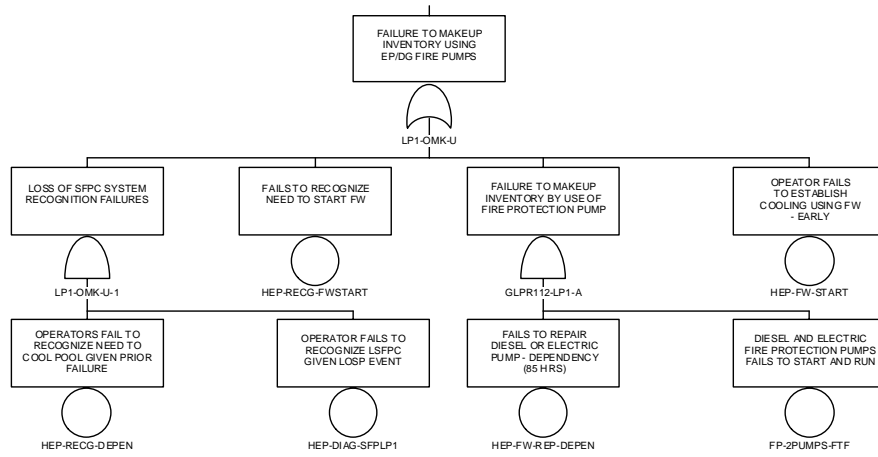 FAILURE TO MAKEUP
INVENTORY USING
EP/DG FIRE PUMPS
LP1-OMK-U
LOSS OF SFPC SYSTEM
RECOGNITION FAILURES
FAILS TO RECOGNIZE
NEED TO START FW
FAILURE TO MAKEUP
INVENTORY BY USE OF
FIRE PROTECTION PUMP
OPEATOR FAILS
TO ESTABLISH
COOLING USING FW
- EARLY
LP1-OMK-U-1
HEP-RECG-FWSTART
GLPR112-LP1-A
HEP-FW-START
OPERATORS FAIL TO
RECOGNIZE NEED TO
COOL POOL GIVEN PRIOR
FAILURE
OPERATOR FAILS TO
RECOGNIZE LSFPC
GIVEN LOSP EVENT
FAILS TO REPAIR
DIESEL OR ELECTRIC
PUMP - DEPENDENCY
(85 HRS)
DIESEL AND ELECTRIC
FIRE PROTECTION PUMPS
FAILS TO START AND RUN
HEP-RECG-DEPEN
HEP-DIAG-SFPLP1
HEP-FW-REP-DEPEN
FP-2PUMPS-FTF